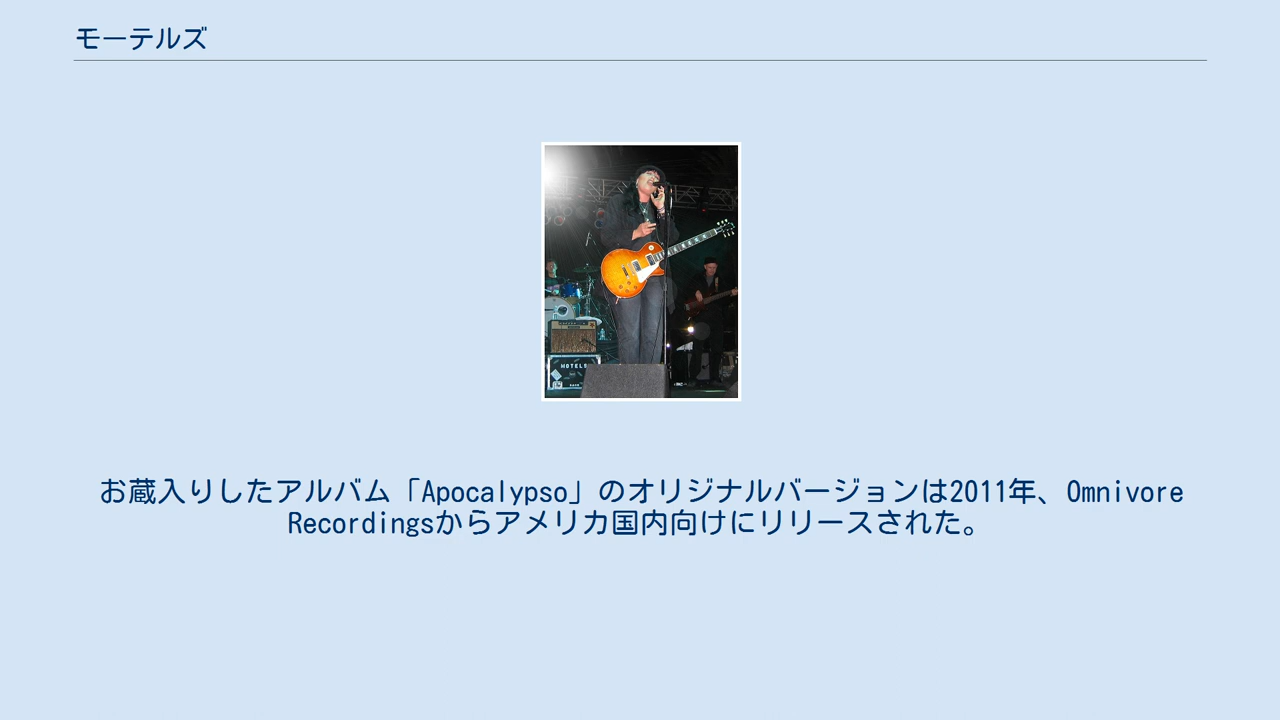 モーテルズ
MOTELS
お蔵入りしたアルバム「Apocalypso」のオリジナルバージョンは2011年、Omnivore
Recordingsからアメリカ国内向けにリリースされた。